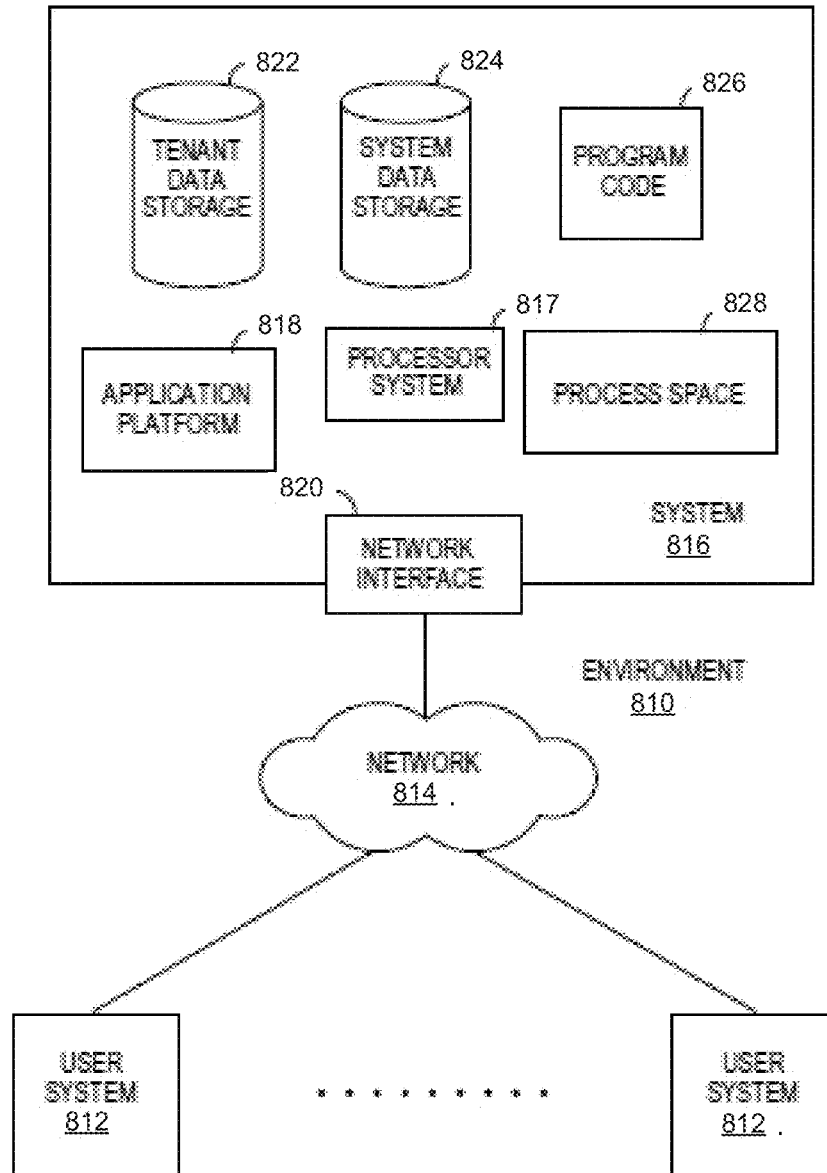 822
824
826
TENANT
DATA
STORAGE
SYSTEM
DATA
STORAGE
PROGRAM
CODE
818
817
828
APPLICATION
PLATFORM
PROCESSOR
SYSTEM
PROCESS SPACE
820
NETWORK
INTERFACE
SYSTEM
816
ENVIRONMENT
810
NETWORK
814 .
USER
SYSTEM
812
. . . . . . . . .
USER
SYSTEM
812 .